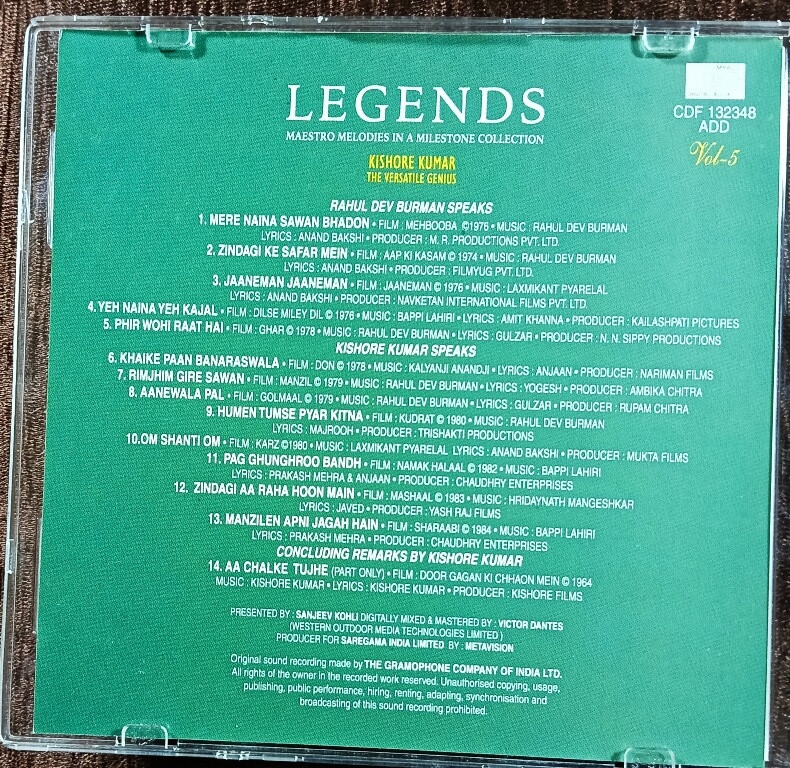 LEGENDS
MAESTRO MELODIES IN A MILESTONE COLLECTION
CDF 132348
ADD
Vol-5
KISHORE KUMAR
THE VERSATILE GENIUS
RAHUL DEV BURMAN SPEAKS
1. MERE NAINA SAWAN BHADON • FILM : MEHBOOBA ©1976 • MUSIC : RAHUL DEV BURMAN
LYRICS : ANAND BAKSHI • PRODUCER : M. R. PRODUCTIONS PVT. LTD.
2. ZINDAGI KE SAFAR MEIN • FILM : AAP KI KASAM © 1974 • MUSIC : RAHUL DEV BURMAN
LYRICS : ANAND BAKSHI • PRODUCER : FILMYUG PVT. LTD.
3. JAANEMAN JAANEMAN • FILM : JAANEMAN © 1976 • MUSIC : LAXMIKANT PYARELAL
LYRICS : ANAND BAKSHI • PRODUCER : NAVKETAN INTERNATIONAL FILMS PVT. LTD.
4. YEH NAINA YEH KAJAL • FILM : DILSE MILEY DIL © 1976 • MUSIC : BAPPI LAHIRI • LYRICS : AMIT KHANNA • PRODUCER : KAILASHPATI PICTURES
5. PHIR WOHI RAAT HAI • FILM : GHAR © 1978 • MUSIC : RAHUL DEV BURMAN • LYRICS : GULZAR • PRODUCER : N. N. SIPPY PRODUCTIONS
KISHORE KUMAR SPEAKS
6. KHAIKE PAAN BANARASWALA • FILM : DON © 1978 • MUSIC : KALYANJI ANANDJI • LYRICS : ANJAAN • PRODUCER : NARIMAN FILMS
7. RIMJHIM GIRE SAWAN • FILM : MANZIL © 1979 • MUSIC : RAHUL DEV BURMAN • LYRICS : YOGESH • PRODUCER : AMBIKA CHITRA
8. AANEWALA PAL • FILM : GOLMAAL © 1979 • MUSIC : RAHUL DEV BURMAN • LYRICS : GULZAR • PRODUCER : RUPAM CHITRA
9. HUMEN TUMSE PYAR KITNA • FILM : KUDRAT © 1980 • MUSIC : RAHUL DEV BURMAN
LYRICS : MAJROOH • PRODUCER : TRISHAKTI PRODUCTIONS
10.OM SHANTI OM • FILM : KARZ ©1980 • MUSIC : LAXMIKANT PYARELAL LYRICS : ANAND BAKSHI • PRODUCER : MUKTA FILMS
11. PAG GHUNGHROO BANDH • FILM : NAMAK HALAAL © 1982 • MUSIC : BAPPI LAHIRI
LYRICS : PRAKASH MEHRA & ANJAAN • PRODUCER : CHAUDHRY ENTERPRISES
12. ZINDAGI AA RAHA HOON MAIN • FILM : MASHAAL © 1983 • MUSIC : HRIDAYNATH MANGESHKAR
LYRICS : JAVED • PRODUCER : YASH RAJ FILMS
13. MANZILEN APNI JAGAH HAIN • FILM : SHARAABI © 1984 • MUSIC : BAPPI LAHIRI
LYRICS : PRAKASH MEHRA • PRODUCER : CHAUDHRY ENTERPRISES
CONCLUDING REMARKS BY KISHORE KUMAR
14. AA CHALKE TUJHE (PART ONLY) • FILM : DOOR GAGAN KI CHHAON MEIN © 1964
MUSIC : KISHORE KUMAR • LYRICS : KISHORE KUMAR • PRODUCER : KISHORE FILMS
PRESENTED BY : SANJEEV KOHLI DIGITALLY MIXED & MASTERED BY : VICTOR DANTES
(WESTERN OUTDOOR MEDIA TECHNOLOGIES LIMITED )
PRODUCER FOR SAREGAMA INDIA LIMITED BY : METAVISION
Original sound recording made by THE GRAMOPHONE COMPANY OF INDIA LTD.
All rights of the owner in the recorded work reserved. Unauthorised copying, usage,
publishing, public performance, hiring, renting, adapting, synchronisation and
broadcasting of this sound recording prohibited.